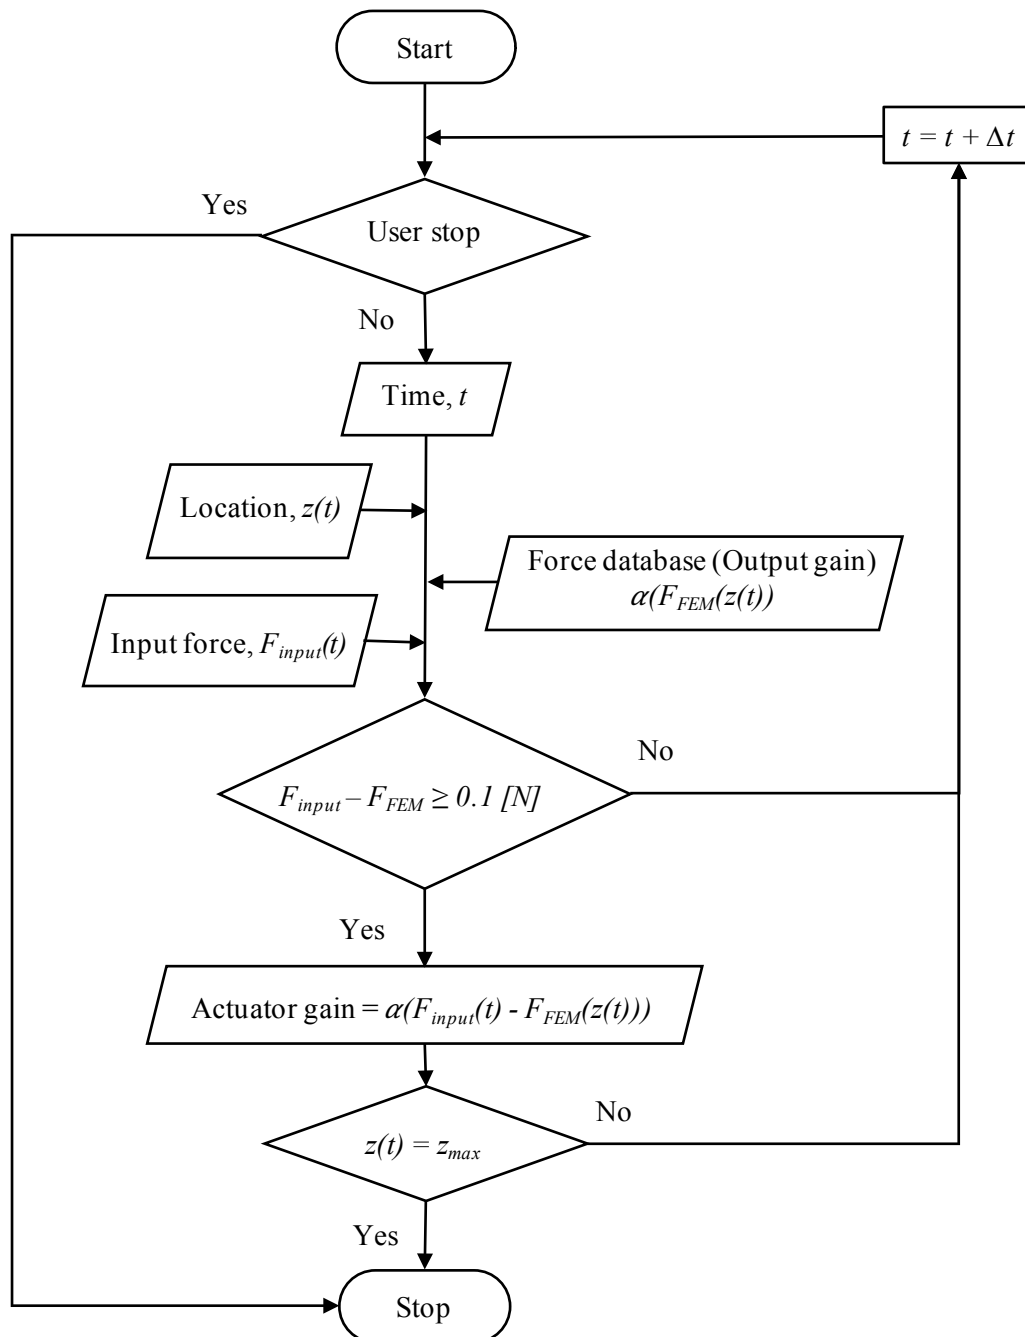 Start
t = t + Δt
Yes
User stop
No
Time, t
Location, z(t)
Force database (Output gain)
α(F_FEM(z(t))
Input force, F_input(t)
No
F_input – F_FEM ≥ 0.1 [N]
Yes
Actuator gain = α(F_input(t) - F_FEM(z(t)))
No
z(t) = z_max
Yes
Stop